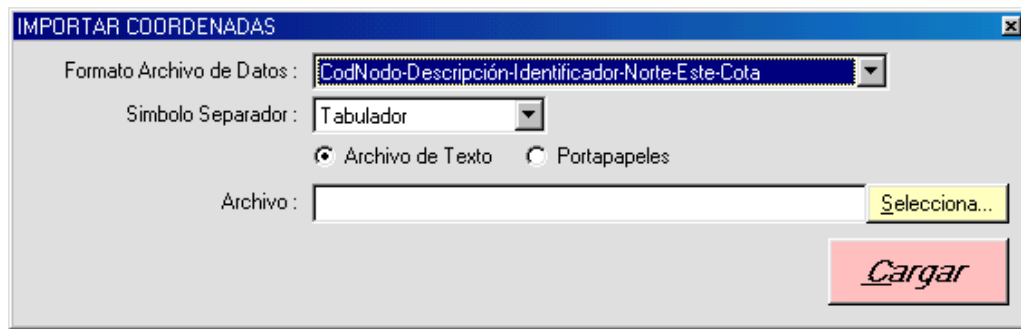 IMPORTAR COORDENADAS
Formato Archivo de Datos : CodNodo-Descripción-Identificador-Norte-Este-Cota
Simbolo Separador : Tabulador
Archivo de Texto Portapapeles
Archivo : Selecciona...
Cargar